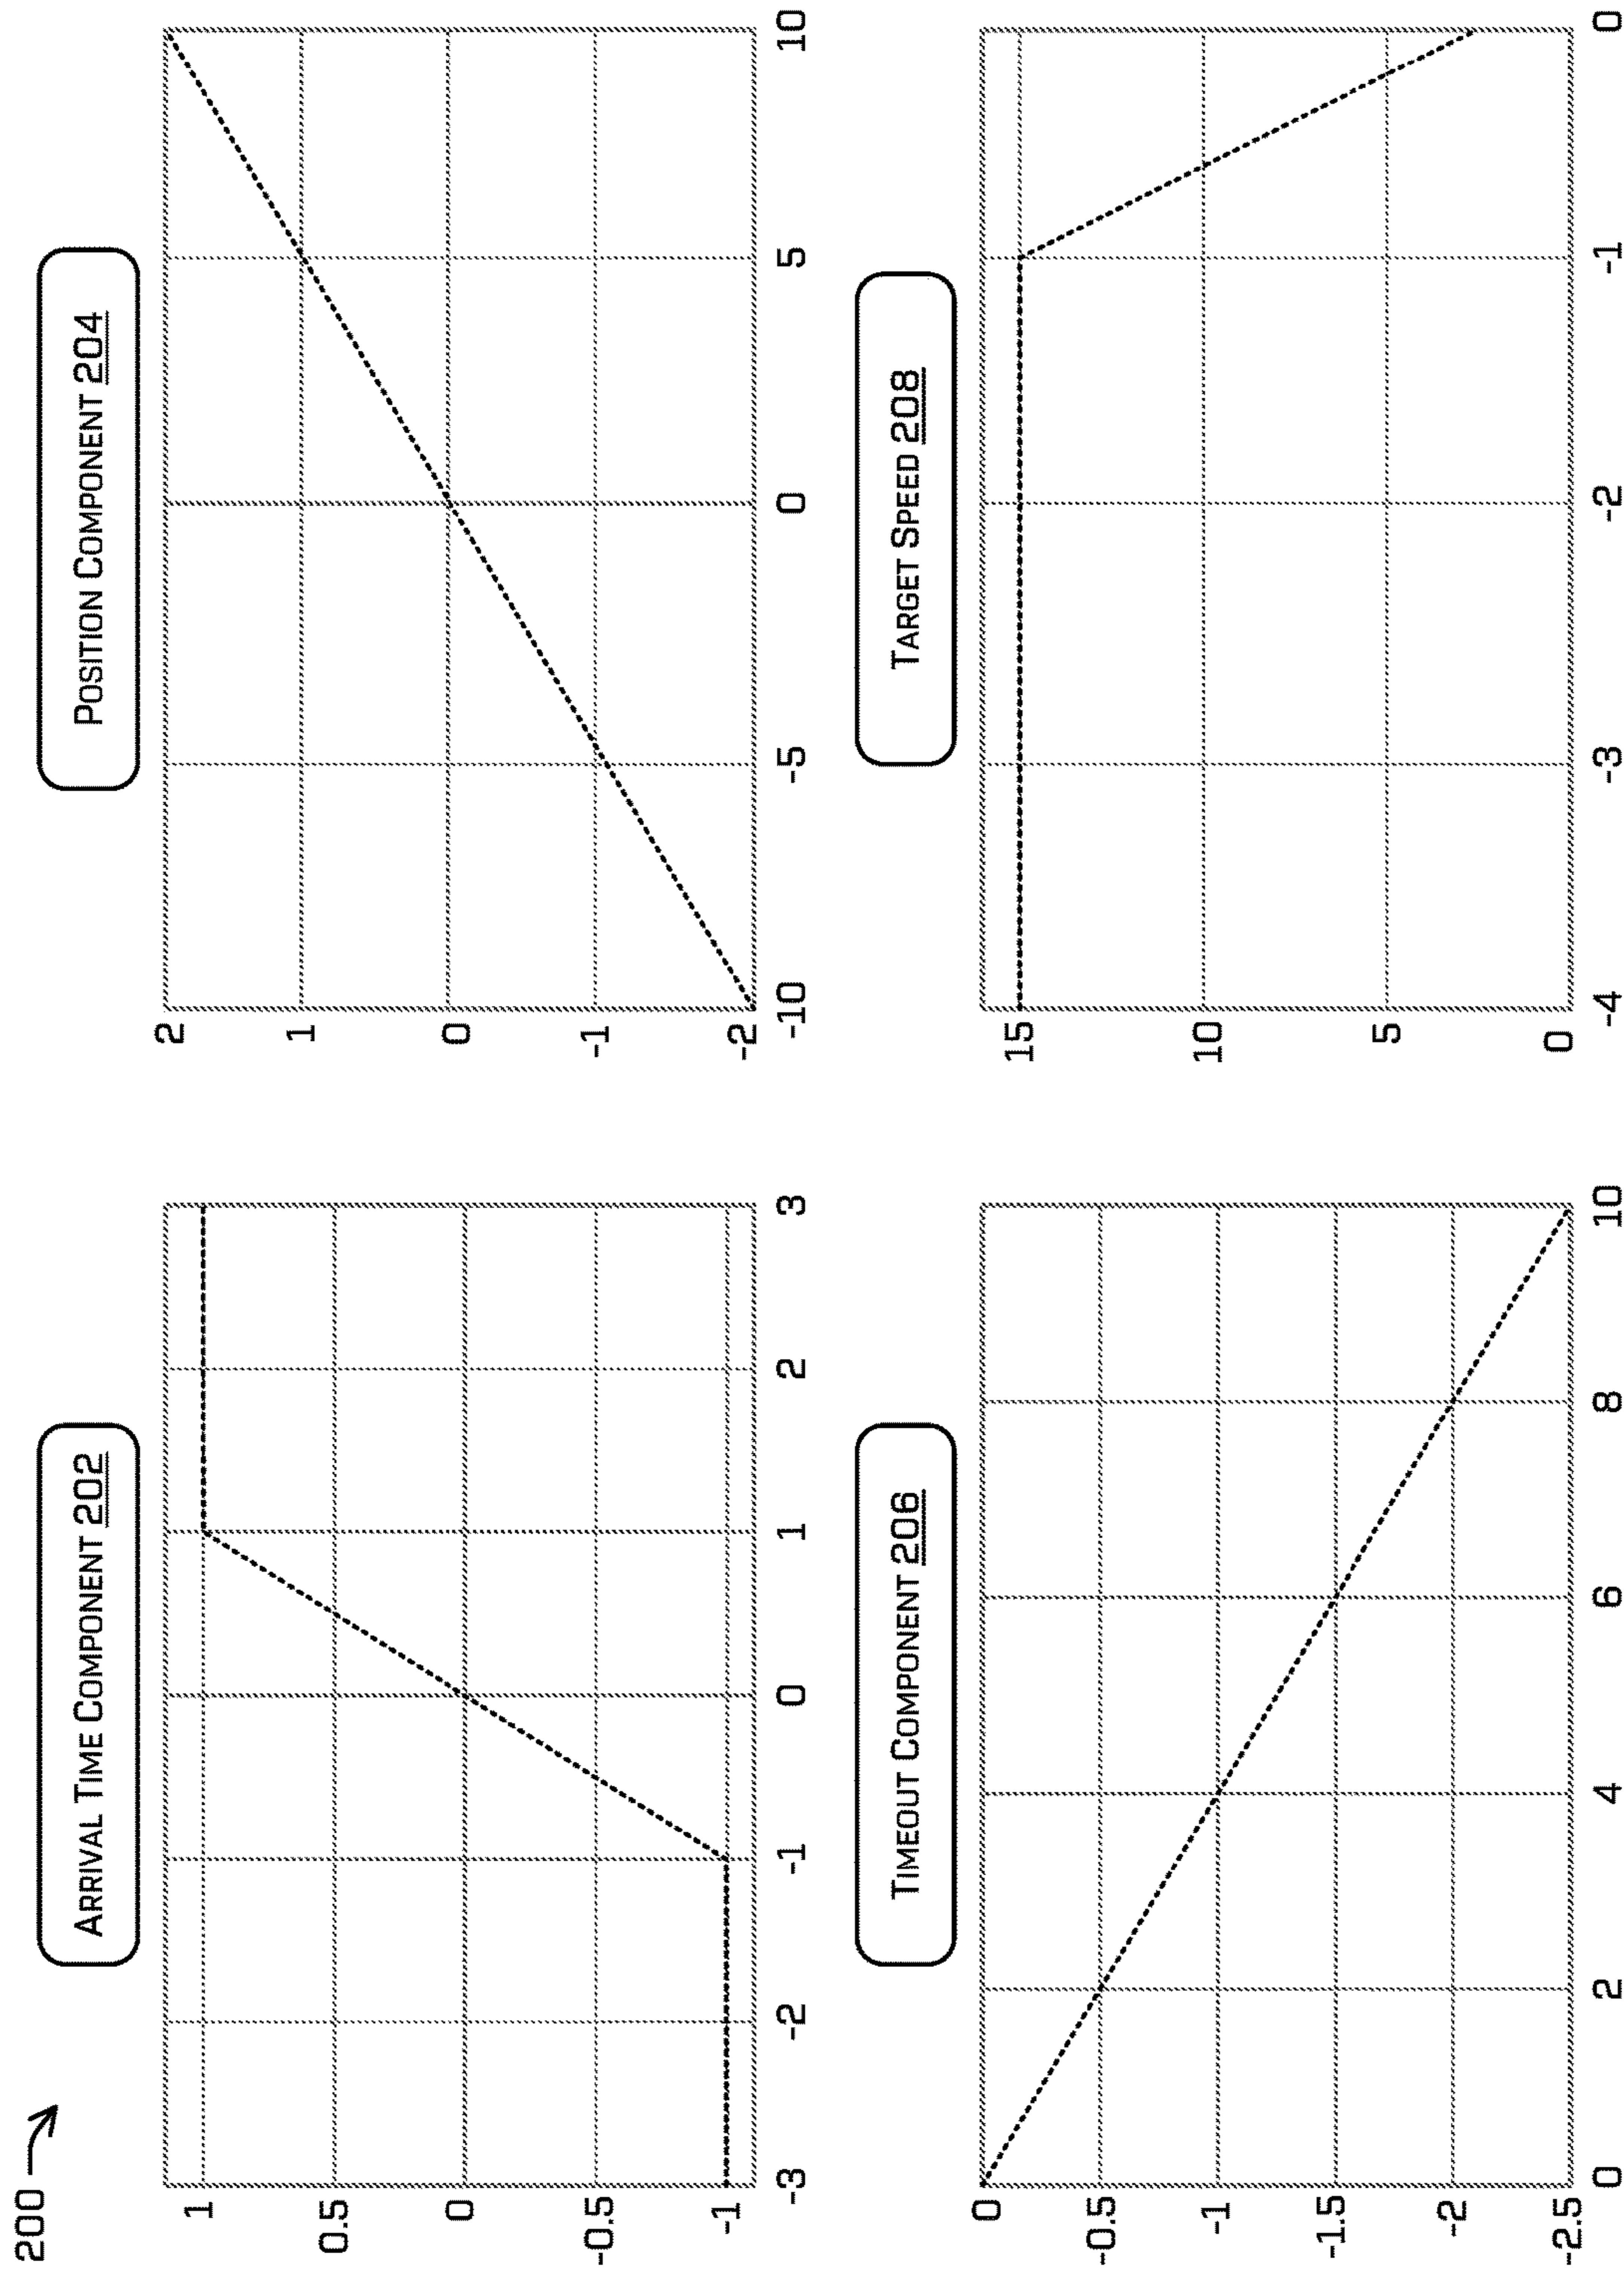 200
ARRIVAL TIME COMPONENT 202
1
0.5
0
-0.5
-1
-3 -2 -1 0 1 2 3
POSITION COMPONENT 204
2
1
0
-1
-2
-10 -5 0 5 10
TIMEOUT COMPONENT 206
0
-0.5
-1
-1.5
-2
-2.5
0 2 4 6 8 10
TARGET SPEED 208
15
10
5
0
-4 -3 -2 -1 0